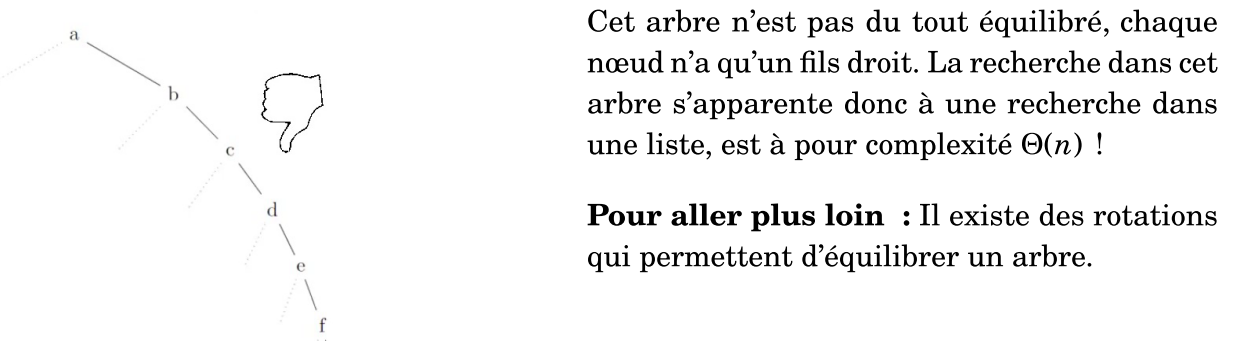 a
b
c
d
e
f
Cet arbre n’est pas du tout équilibré, chaque
nœud n’a qu’un fils droit. La recherche dans cet
arbre s’apparente donc à une recherche dans
une liste, est à pour complexité Θ(n) !
Pour aller plus loin : Il existe des rotations
qui permettent d’équilibrer un arbre.